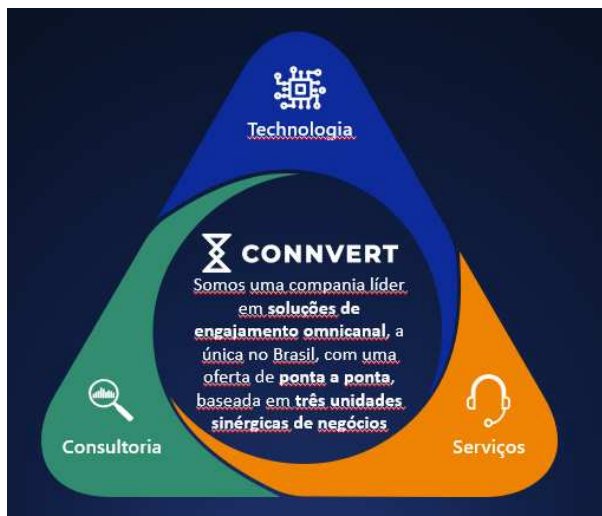 Technologia
CONNVERT
Somos uma compania líder
em soluções de
engajamento omnicanal, a
única no Brasil, com uma
oferta de ponta a ponta,
baseada em três unidades
sinérgicas de negócios
Consultoria
Serviços